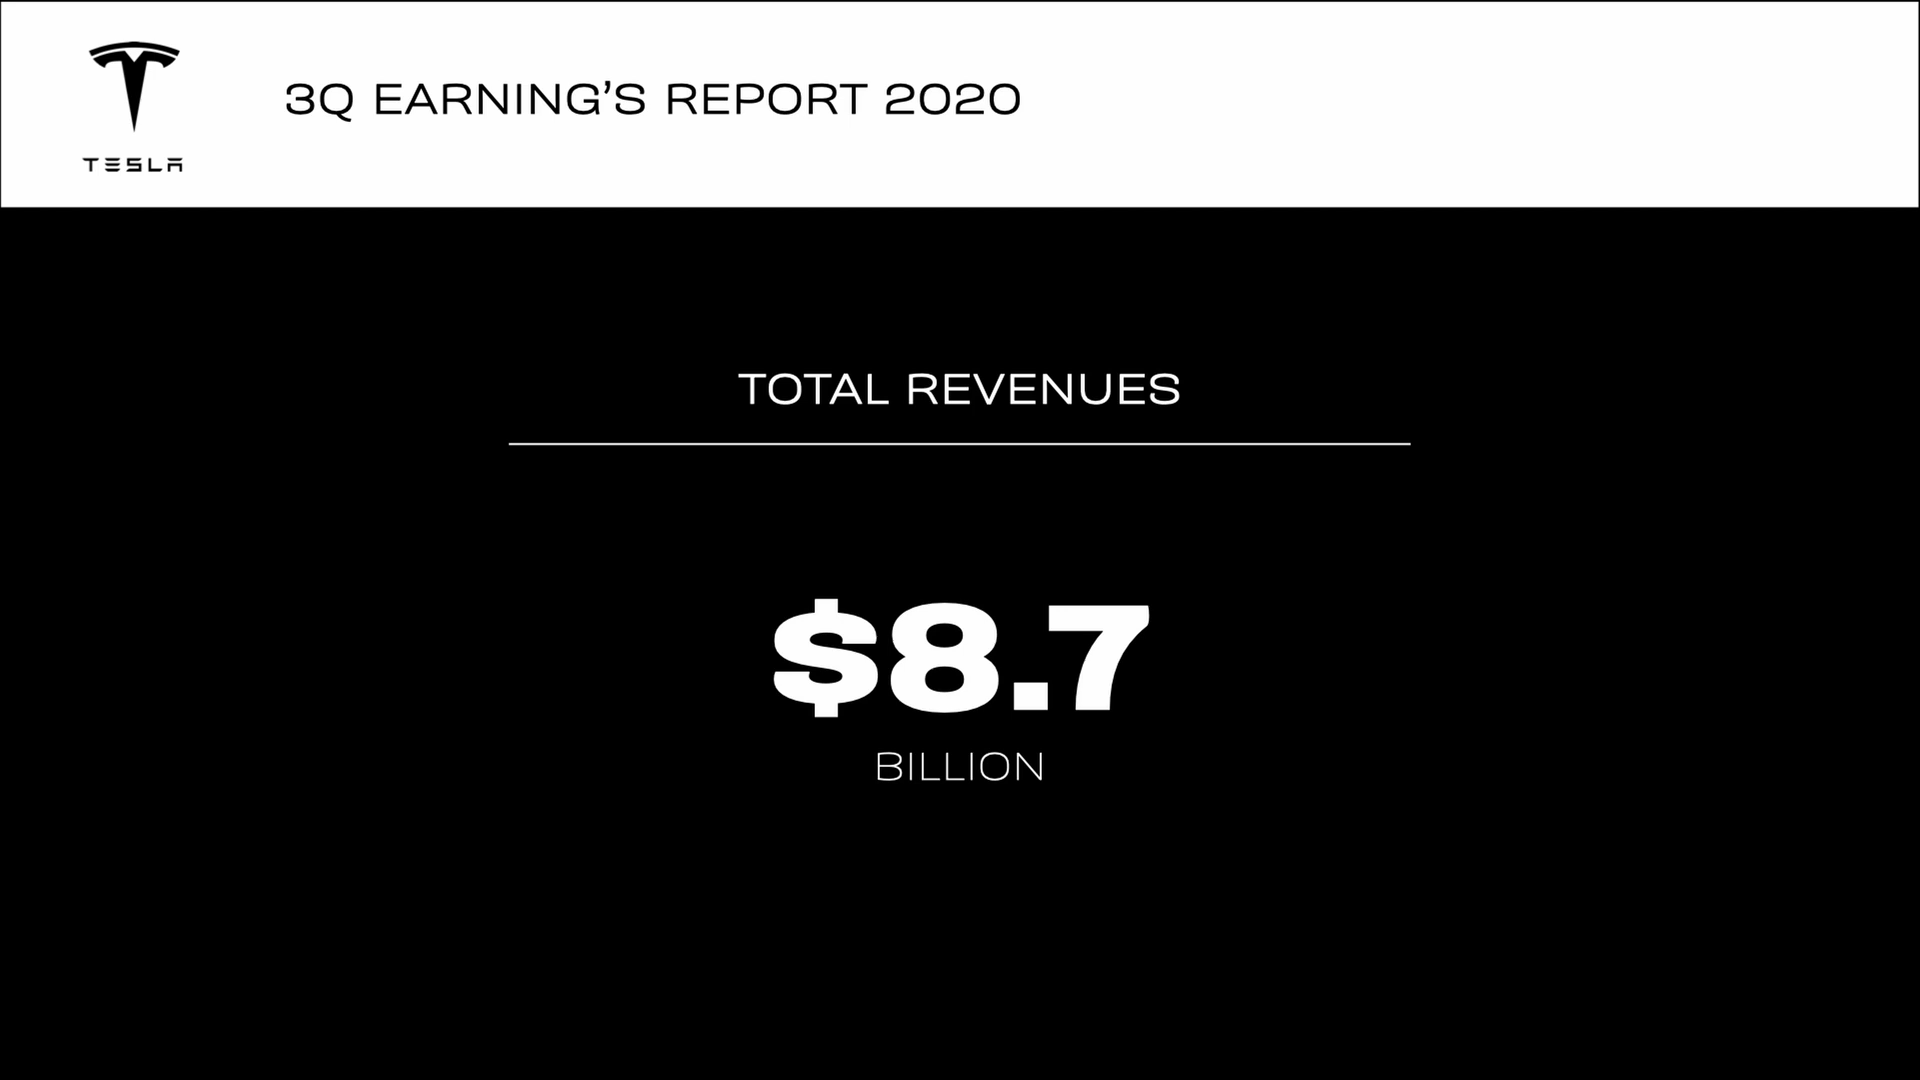 TESLA
3Q EARNING’S REPORT 2020
TOTAL REVENUES
$8.7
BILLION